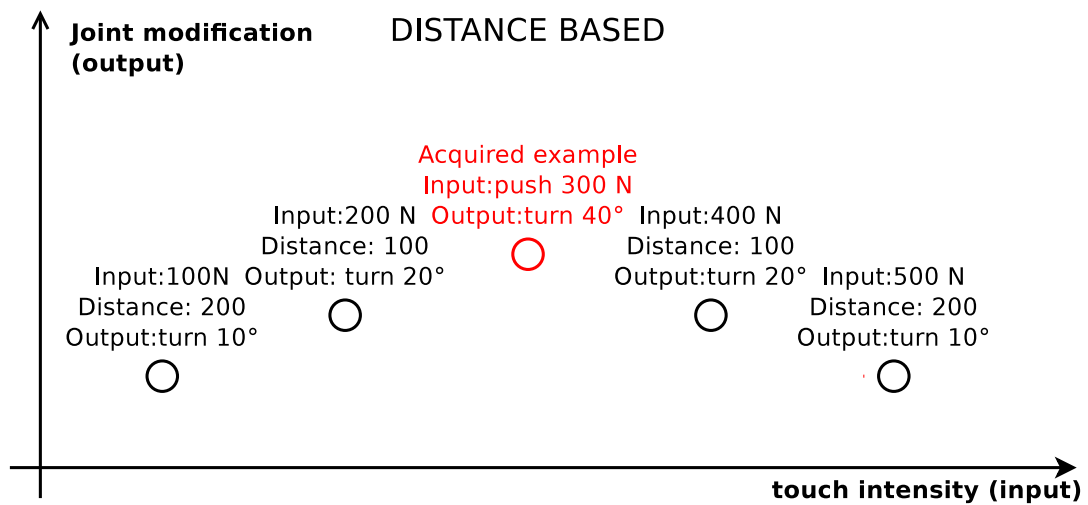 Joint modification
(output)
DISTANCE BASED
Acquired example
Input:push 300 N
Output:turn 40°
Input:200 N
Distance: 100
Output: turn 20°
Input:400 N
Distance: 100
Output:turn 20°
Input:100N
Distance: 200
Output:turn 10°
Input:500 N
Distance: 200
Output:turn 10°
touch intensity (input)